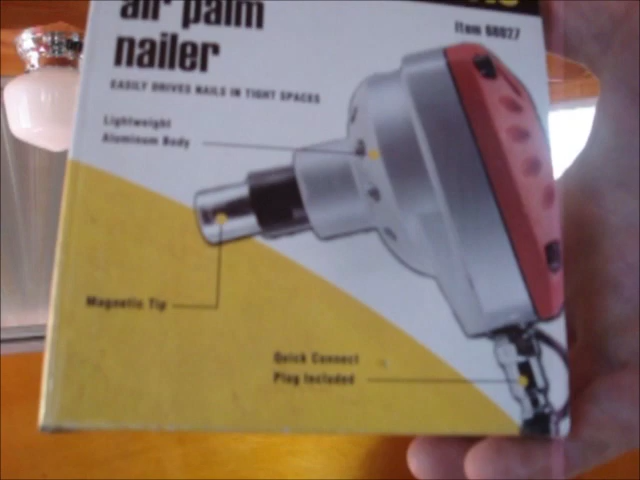 air palm
Item 68027
nailer
EASILY DRIVES NAILS IN TIGHT SPACES
Lightweight
Aluminum Body
Magnetic Tip
Quick Connect
Plug Included